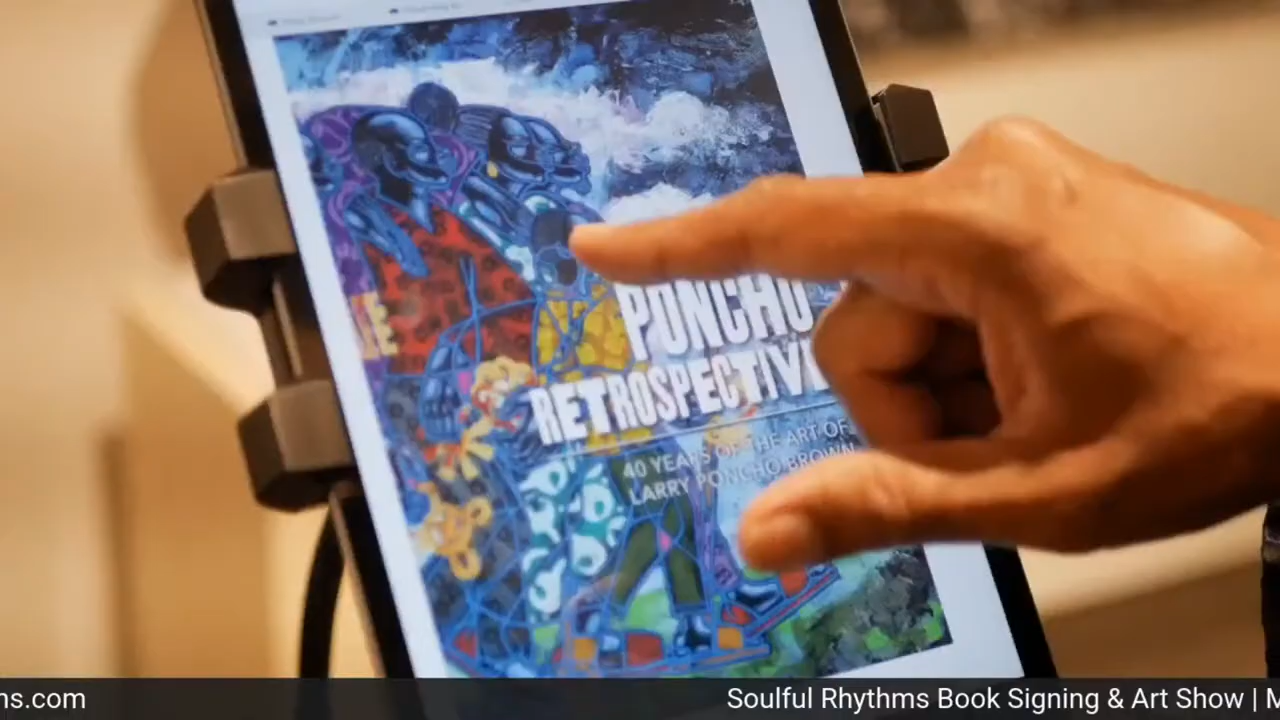 LE
PONCHO
RETROSPECTIVE
40 YEARS OF THE ART OF
LARRY PONCHO BROWN
ns.com
Soulful Rhythms Book Signing & Art Show | M